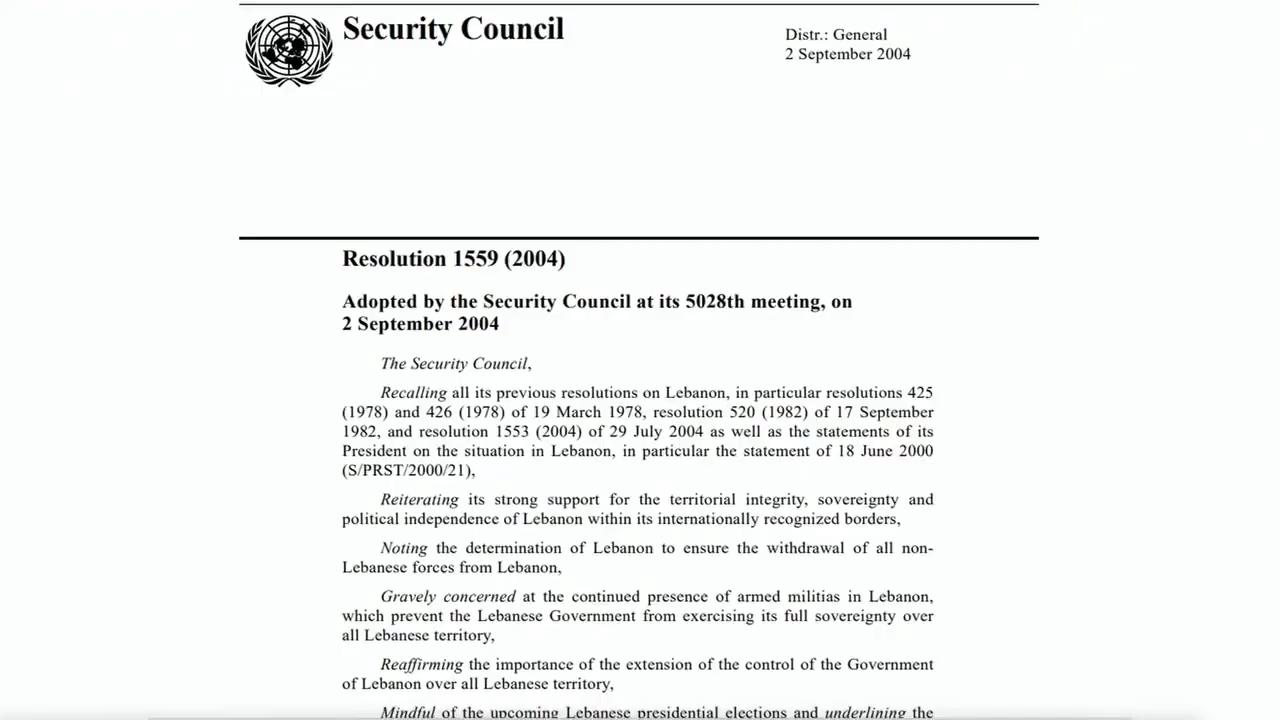 Security Council
Distr.: General
2 September 2004
Resolution 1559 (2004)
Adopted by the Security Council at its 5028th meeting, on
2 September 2004
The Security Council,
Recalling all its previous resolutions on Lebanon, in particular resolutions 425
(1978) and 426 (1978) of 19 March 1978, resolution 520 (1982) of 17 September
1982, and resolution 1553 (2004) of 29 July 2004 as well as the statements of its
President on the situation in Lebanon, in particular the statement of 18 June 2000
(S/PRST/2000/21),
Reiterating its strong support for the territorial integrity, sovereignty and
political independence of Lebanon within its internationally recognized borders,
Noting the determination of Lebanon to ensure the withdrawal of all non-
Lebanese forces from Lebanon,
Gravely concerned at the continued presence of armed militias in Lebanon,
which prevent the Lebanese Government from exercising its full sovereignty over
all Lebanese territory,
Reaffirming the importance of the extension of the control of the Government
of Lebanon over all Lebanese territory,
Mindful of the upcoming Lebanese presidential elections and underlining the